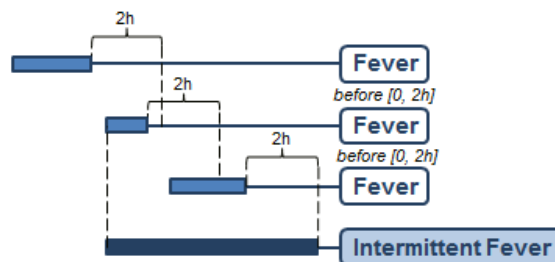 2h
Fever
before [0, 2h]
2h
Fever
before [0, 2h]
2h
Fever
Intermittent Fever